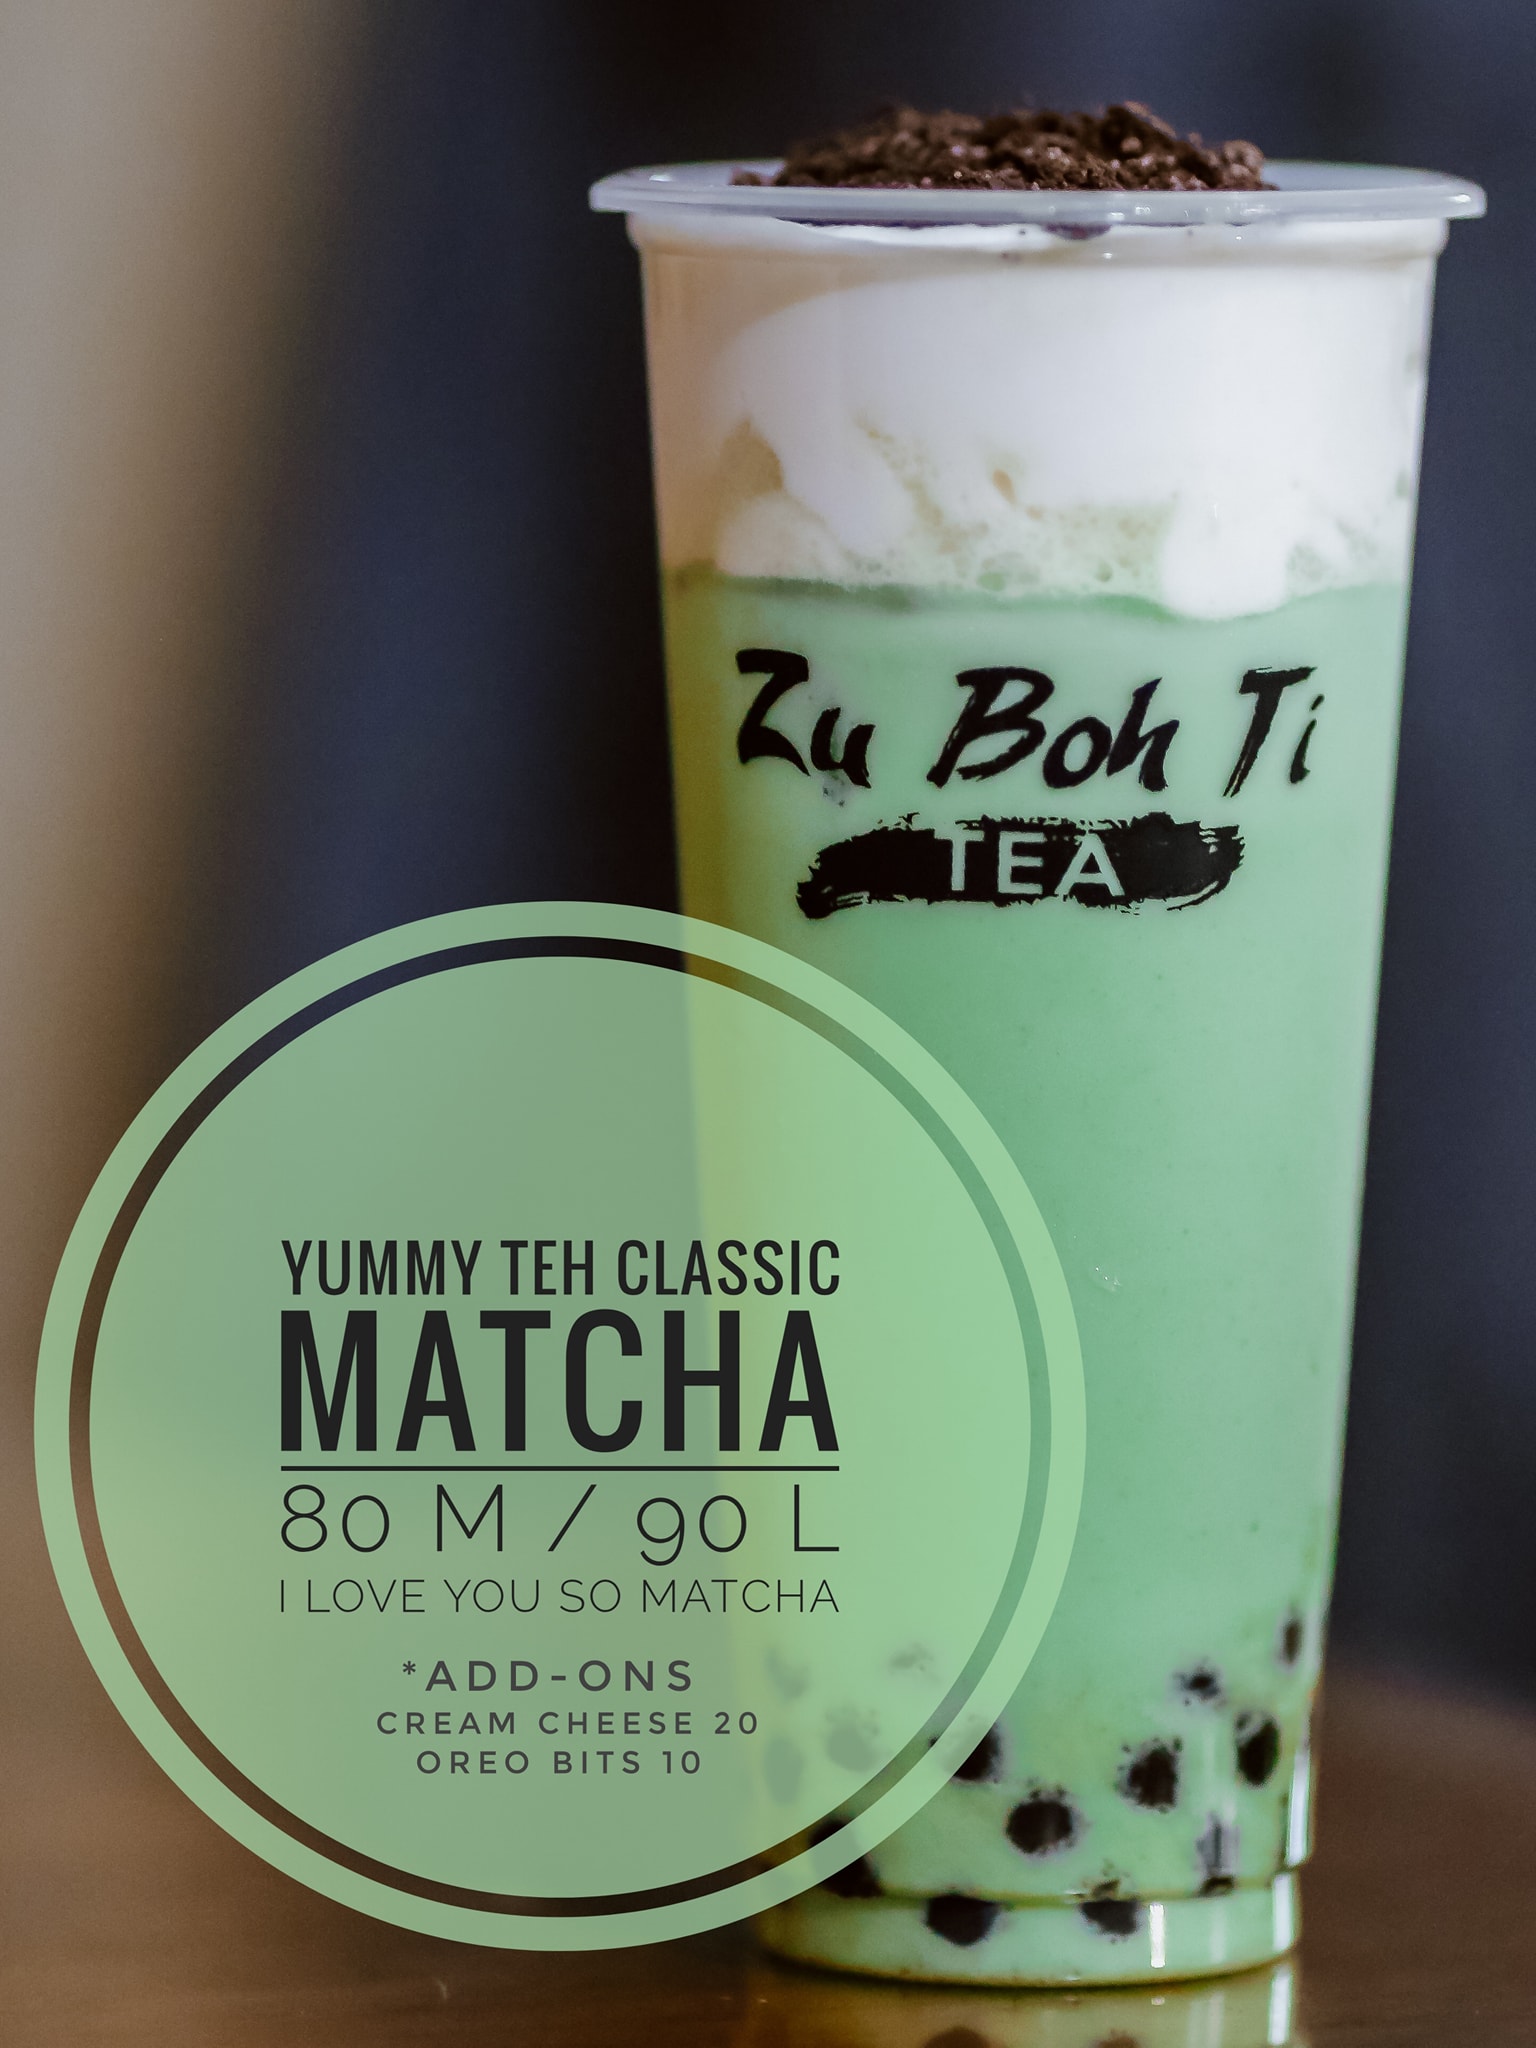 Zu Boh Ti
TEA
YUMMY TEH CLASSIC
MATCHA
80 M / 90 L
I LOVE YOU SO MATCHA
*ADD-ONS
CREAM CHEESE 20
OREO BITS 10